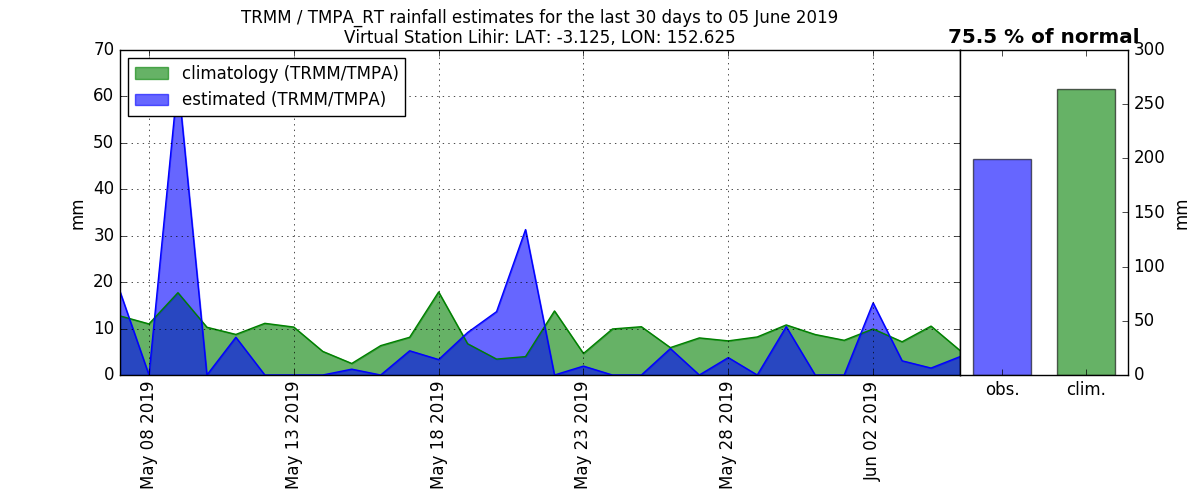 TRMM / TMPA_RT rainfall estimates for the last 30 days to 05 June 2019
Virtual Station Lihir: LAT: -3.125, LON: 152.625
75.5 % of normal
climatology (TRMM/TMPA)
estimated (TRMM/TMPA)
70
60
50
40
30
20
10
0
mm
May 08 2019
May 13 2019
May 18 2019
May 23 2019
May 28 2019
Jun 02 2019
300
250
200
150
100
50
0
mm
obs.
clim.